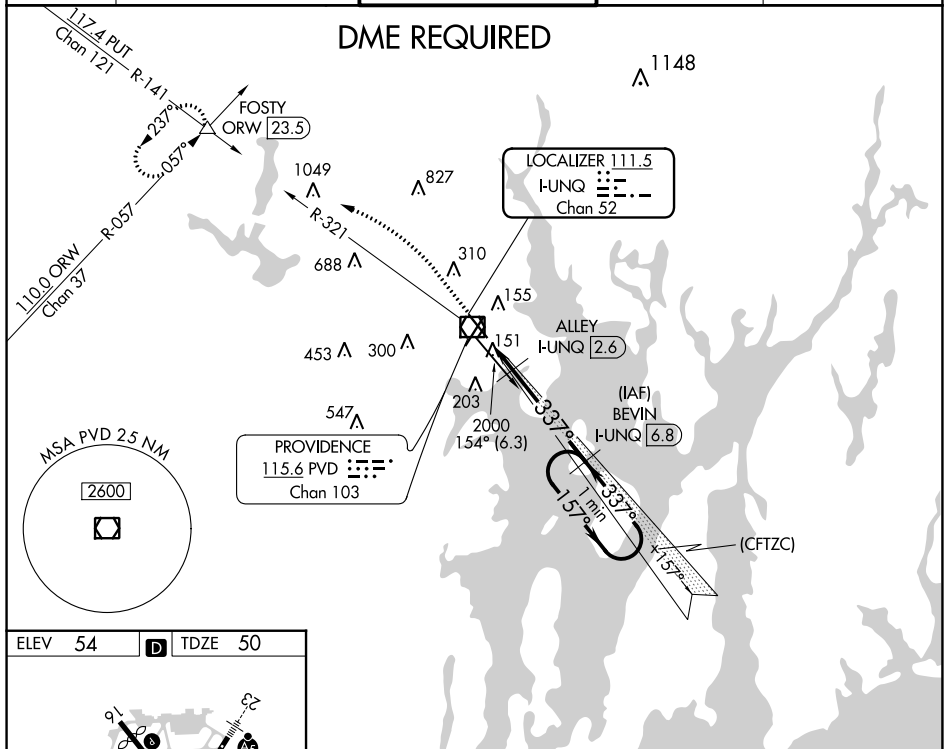 DME REQUIRED
117.4 PUT
Chan 121
R-141
1148
FOSTY
ORW 23.5
237°
057°
LOCALIZER 111.5
I-UNQ
Chan 52
1049
827
R-321
R-057
110.0 ORW
Chan 37
688
310
155
ALLEY
I-UNQ 2.6
453
300
151
203
2000
154° (6.3)
337°
(IAF)
BEVIN
I-UNQ 6.8
547
PROVIDENCE
115.6 PVD
Chan 103
MSA PVD 25 NM
2600
157°
1 min
337°
(CFTZC)
157°
ELEV 54
D
TDZE 50
16
23
P
A5